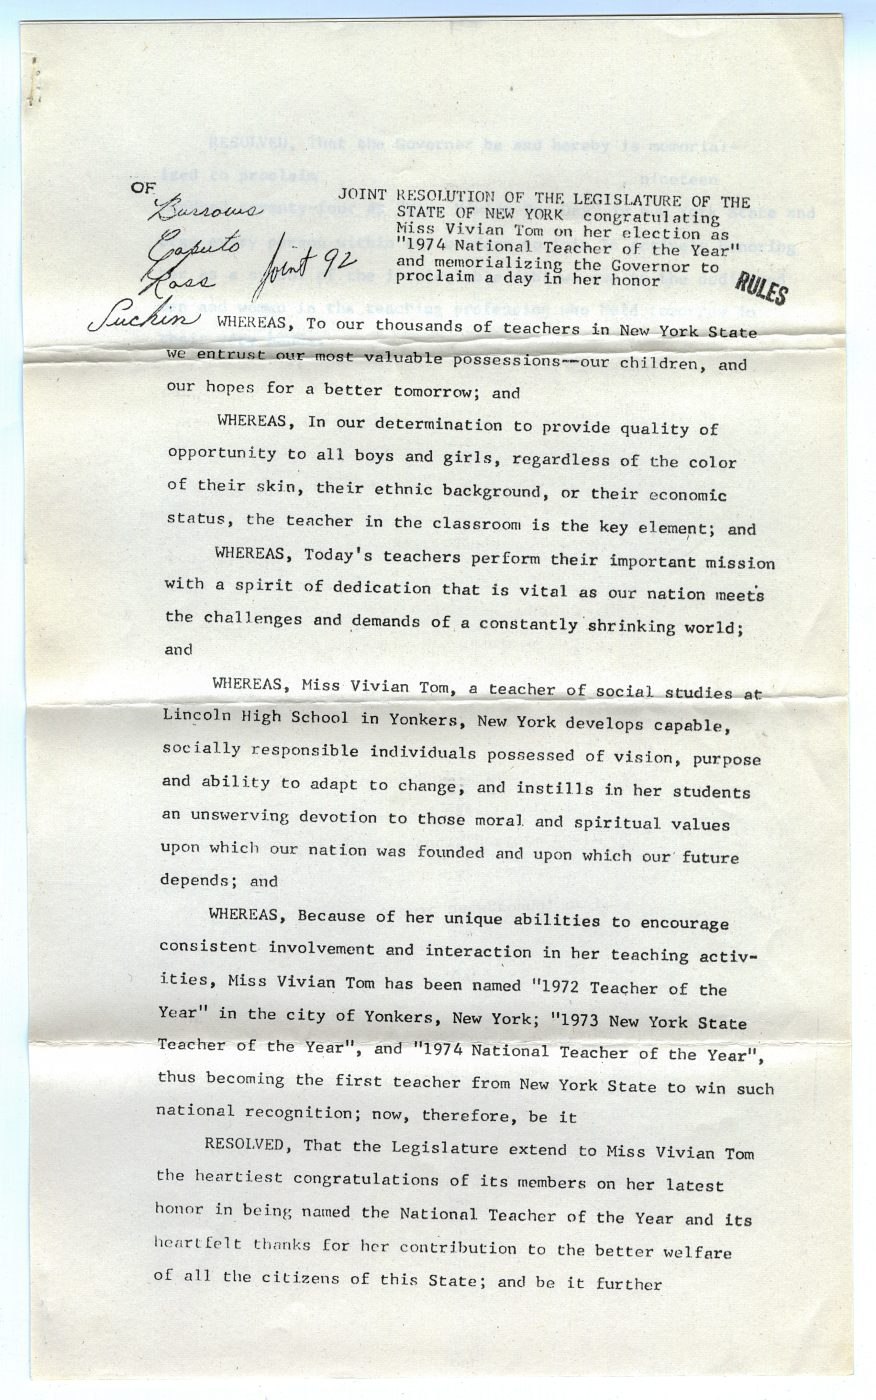 OF
Burrows
Caputo
Ross
Suchin
Joint 92
JOINT RESOLUTION OF THE LEGISLATURE OF THE
STATE OF NEW YORK congratulating
Miss Vivian Tom on her election as
"1974 National Teacher of the Year"
and memorializing the Governor to
proclaim a day in her honor
RULES
WHEREAS, To our thousands of teachers in New York State
we entrust our most valuable possessions--our children, and
our hopes for a better tomorrow; and
WHEREAS, In our determination to provide quality of
opportunity to all boys and girls, regardless of the color
of their skin, their ethnic background, or their economic
status, the teacher in the classroom is the key element; and
WHEREAS, Today's teachers perform their important mission
with a spirit of dedication that is vital as our nation meets
the challenges and demands of a constantly shrinking world;
and
WHEREAS, Miss Vivian Tom, a teacher of social studies at
Lincoln High School in Yonkers, New York develops capable,
socially responsible individuals possessed of vision, purpose
and ability to adapt to change, and instills in her students
an unswerving devotion to those moral and spiritual values
upon which our nation was founded and upon which our future
depends; and
WHEREAS, Because of her unique abilities to encourage
consistent involvement and interaction in her teaching activ-
ities, Miss Vivian Tom has been named "1972 Teacher of the
Year" in the city of Yonkers, New York; "1973 New York State
Teacher of the Year", and "1974 National Teacher of the Year",
thus becoming the first teacher from New York State to win such
national recognition; now, therefore, be it
RESOLVED, That the Legislature extend to Miss Vivian Tom
the heartiest congratulations of its members on her latest
honor in being named the National Teacher of the Year and its
heartfelt thanks for her contribution to the better welfare
of all the citizens of this State; and be it further